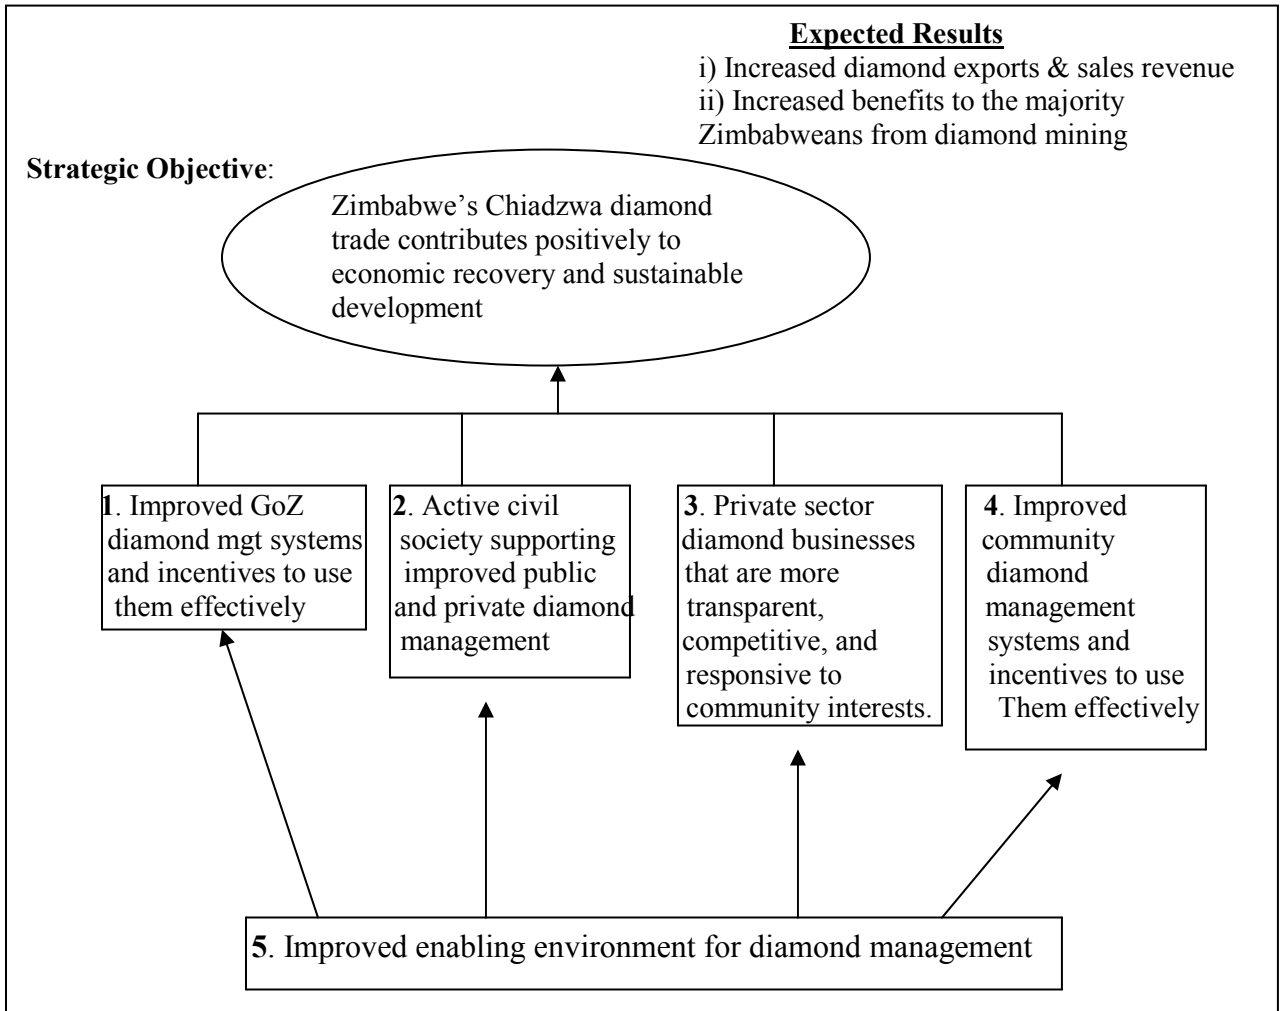 Expected Results
i) Increased diamond exports & sales revenue
ii) Increased benefits to the majority
Zimbabweans from diamond mining
Strategic Objective:
Zimbabwe’s Chiadzwa diamond
trade contributes positively to
economic recovery and sustainable
development
1. Improved GoZ
diamond mgt systems
and incentives to use
them effectively
2. Active civil
society supporting
improved public
and private diamond
management
3. Private sector
diamond businesses
that are more
transparent,
competitive, and
responsive to
community interests.
4. Improved
community
diamond
management
systems and
incentives to use
Them effectively
5. Improved enabling environment for diamond management